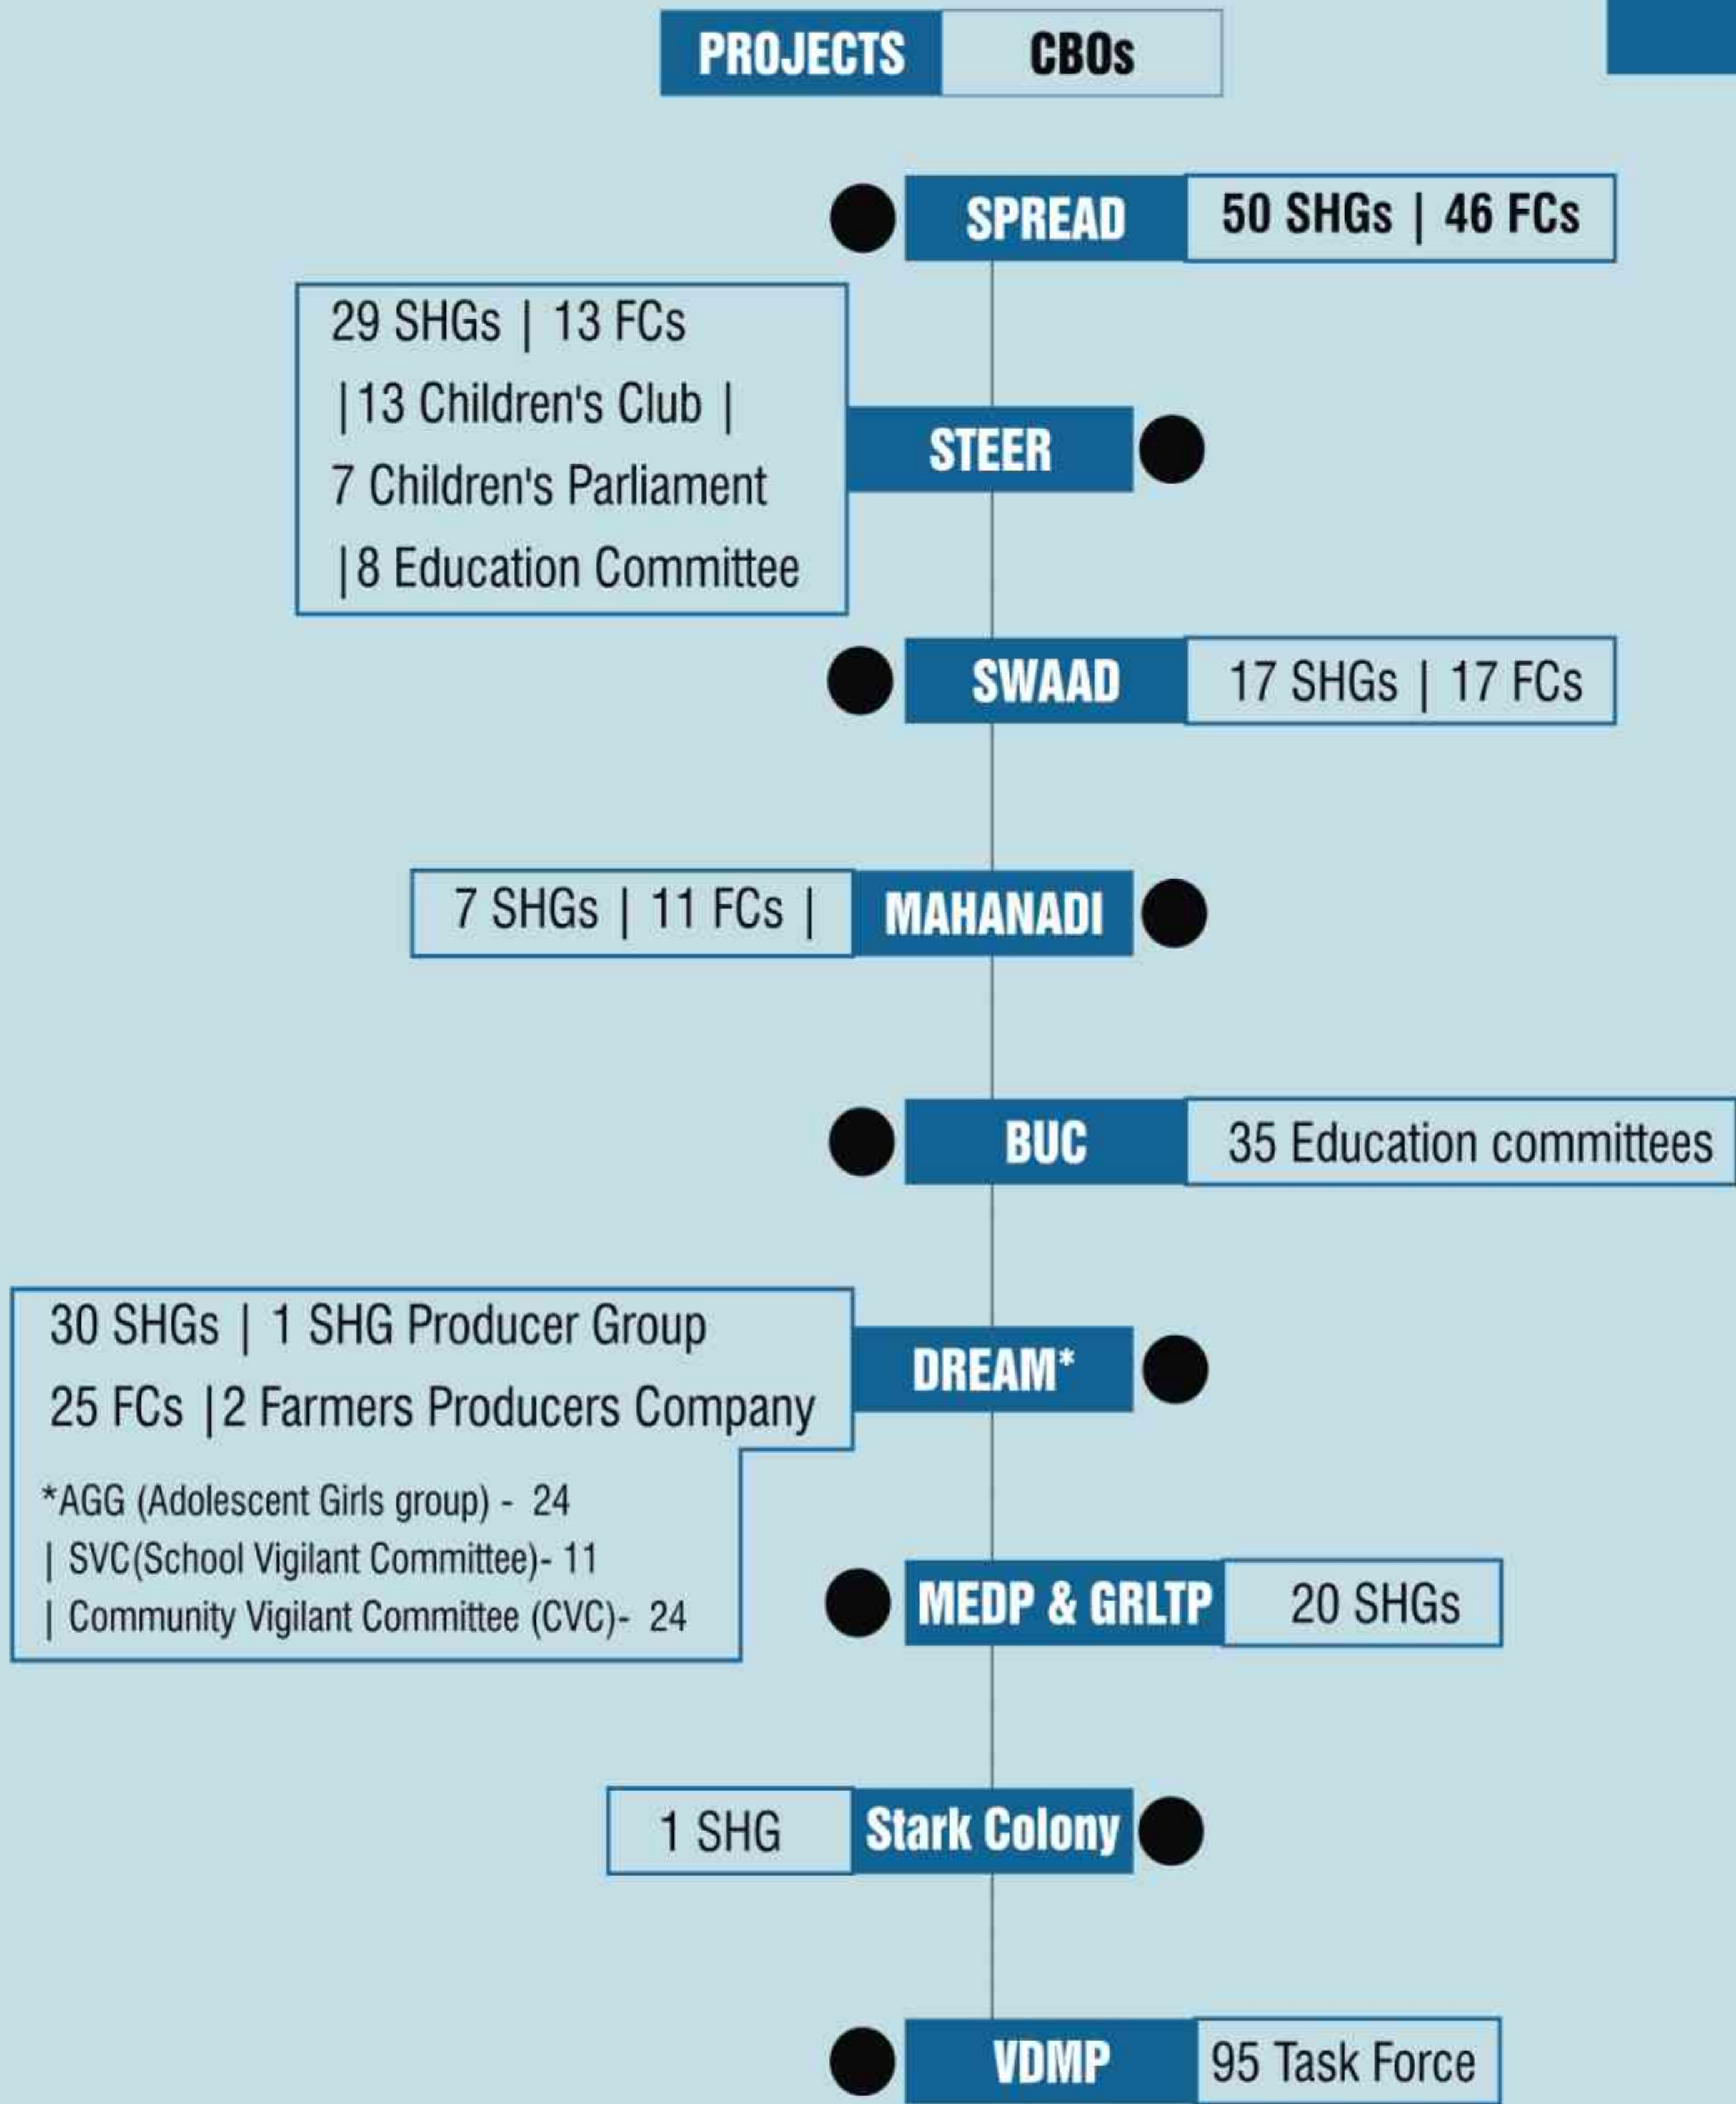 PROJECTS CBOs
SPREAD 50 SHGs | 46 FCs
29 SHGs | 13 FCs
|13 Children's Club |
7 Children's Parliament
|8 Education Committee
STEER
SWAAD 17 SHGs | 17 FCs
7 SHGs | 11 FCs | MAHANADI
BUC 35 Education committees
30 SHGs | 1 SHG Producer Group
25 FCs |2 Farmers Producers Company
*AGG (Adolescent Girls group) - 24
| SVC(School Vigilant Committee)- 11
| Community Vigilant Committee (CVC)- 24
DREAM*
MEDP & GRLTP 20 SHGs
1 SHG Stark Colony
VDMP 95 Task Force